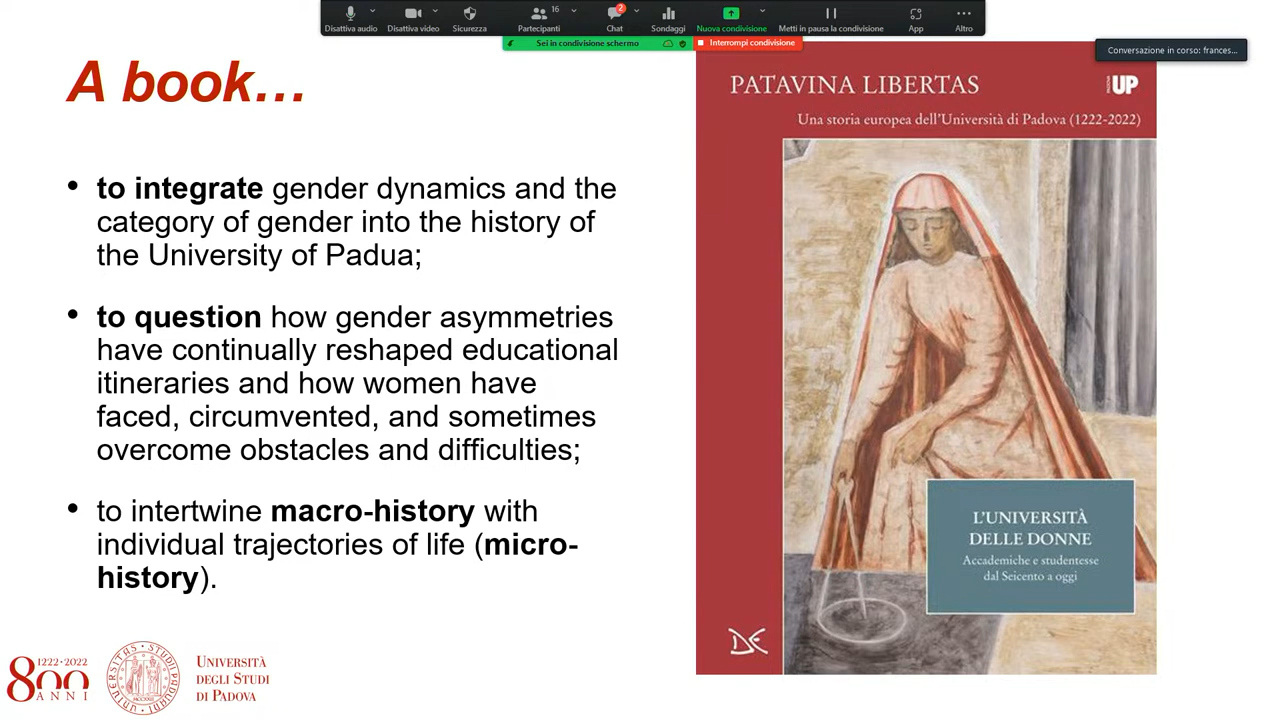 Disattiva audio
Disattiva video
Sicurezza
16
Partecipanti
2
Chat
Sondaggi
Nuova condivisione
Metti in pausa la condivisione
App
Altro
Sei in condivisione schermo
Interrompi condivisione
Conversazione in corso: frances...
A book…
• to integrate gender dynamics and the
category of gender into the history of
the University of Padua;
• to question how gender asymmetries
have continually reshaped educational
itineraries and how women have
faced, circumvented, and sometimes
overcome obstacles and difficulties;
• to intertwine macro-history with
individual trajectories of life (micro-
history).
1222·2022
800
ANNI
UNIVERSITÀ
DEGLI STUDI
DI PADOVA
PATAVINA LIBERTAS
UP
Una storia europea dell'Università di Padova (1222-2022)
L'UNIVERSITÀ
DELLE DONNE
Accademiche e studentesse
dal Seicento a oggi